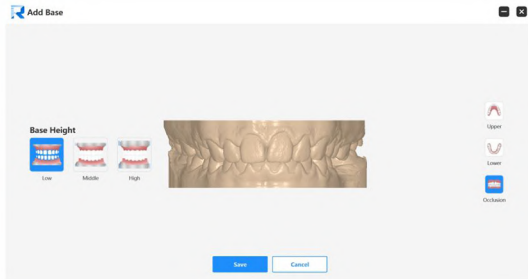 Add Base
Base Height
Low
Middle
High
Upper
Lower
Occlusion
Save
Cancel